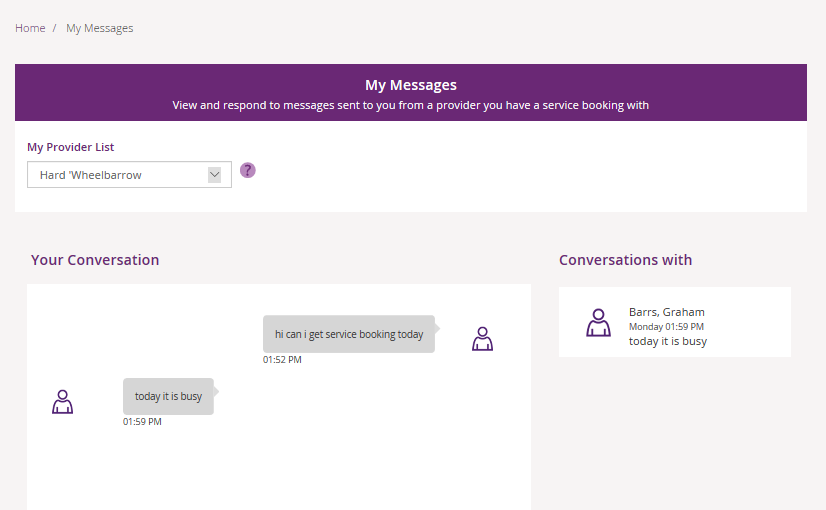 Home / My Messages
My Messages
View and respond to messages sent to you from a provider you have a service booking with
My Provider List
Hard 'Wheelbarrow
?
Your Conversation
hi can i get service booking today
01:52 PM
today it is busy
01:59 PM
Conversations with
Barrs, Graham
Monday 01:59 PM
today it is busy